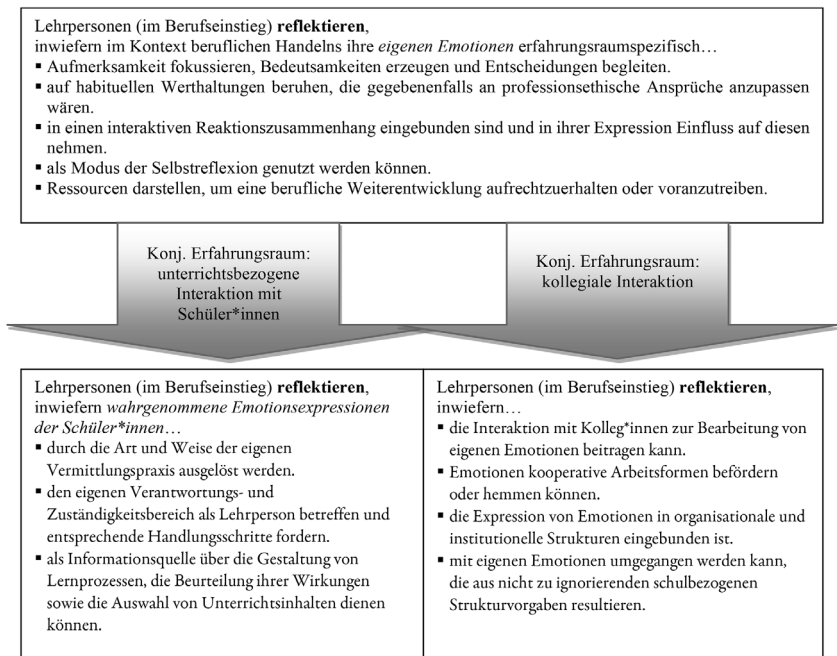 Lehrpersonen (im Berufseinstieg) reflektieren,
inwiefern im Kontext beruflichen Handelns ihre eigenen Emotionen erfahrungsraumspezifisch…
▪ Aufmerksamkeit fokussieren, Bedeutsamkeiten erzeugen und Entscheidungen begleiten.
▪ auf habituellen Werthaltungen beruhen, die gegebenenfalls an professionsethische Ansprüche anzupassen
wären.
▪ in einen interaktiven Reaktionszusammenhang eingebunden sind und in ihrer Expression Einfluss auf diesen
nehmen.
▪ als Modus der Selbstreflexion genutzt werden können.
▪ Ressourcen darstellen, um eine berufliche Weiterentwicklung aufrechtzuerhalten oder voranzutreiben.
Konj. Erfahrungsraum:
unterrichtsbezogene
Interaktion mit
Schüler*innen
Konj. Erfahrungsraum:
kollegiale Interaktion
Lehrpersonen (im Berufseinstieg) reflektieren,
inwiefern wahrgenommene Emotionsexpressionen
der Schüler*innen…
▪ durch die Art und Weise der eigenen
Vermittlungspraxis ausgelöst werden.
▪ den eigenen Verantwortungs- und
Zuständigkeitsbereich als Lehrperson betreffen und
entsprechende Handlungsschritte fordern.
▪ als Informationsquelle über die Gestaltung von
Lernprozessen, die Beurteilung ihrer Wirkungen
sowie die Auswahl von Unterrichtsinhalten dienen
können.
Lehrpersonen (im Berufseinstieg) reflektieren,
inwiefern…
▪ die Interaktion mit Kolleg*innen zur Bearbeitung von
eigenen Emotionen beitragen kann.
▪ Emotionen kooperative Arbeitsformen befördern
oder hemmen können.
▪ die Expression von Emotionen in organisationale und
institutionelle Strukturen eingebunden ist.
▪ mit eigenen Emotionen umgegangen werden kann,
die aus nicht zu ignorierenden schulbezogenen
Strukturvorgaben resultieren.